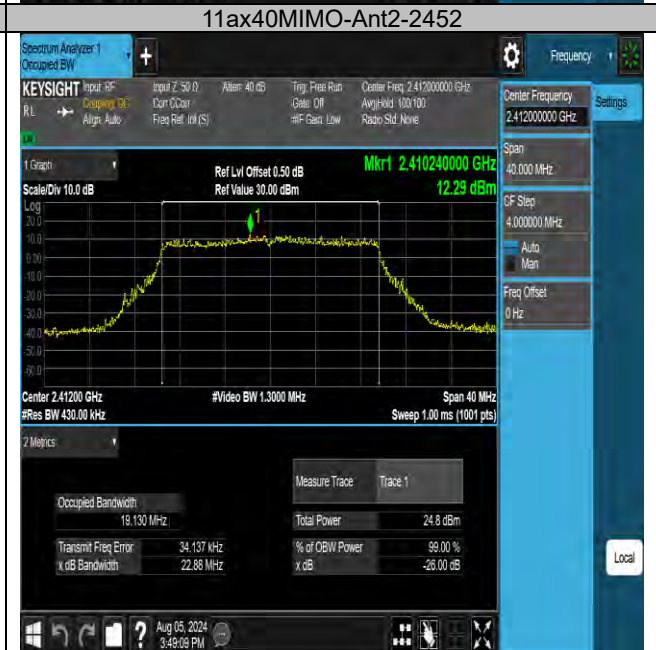 11ax40MIMO-Ant2-2452
Spectrum Analyzer 1
Occupied BW
+
Frequency
KEYSIGHT Input: RF Input Z: 50 Ω Atten: 40 dB Trig: Free Run Center Freq: 2.412000000 GHz
RL Coupling: DC Corr CCorr Gate: Off Avg|Hold: 100/100
Align: Auto Freq Ref: Int (S) #IF Gain: Low Radio Std: None
Center Frequency
2.412000000 GHz
Settings
Span
40.000 MHz
CF Step
4.000000 MHz
Auto
Man
Freq Offset
0 Hz
1 Graph
Ref Lvl Offset 0.50 dB Mkr1 2.410240000 GHz
Scale/Div 10.0 dB Ref Value 30.00 dBm 12.29 dBm
Log
20.0
10.0
0.00
-10.0
-20.0
-30.0
-40.0
-50.0
-60.0
1
Center 2.41200 GHz #Video BW 1.3000 MHz Span 40 MHz
#Res BW 430.00 kHz Sweep 1.00 ms (1001 pts)
2 Metrics
Measure Trace Trace 1
Occupied Bandwidth
19.130 MHz Total Power 24.8 dBm
Transmit Freq Error 34.137 kHz % of OBW Power 99.00 %
x dB Bandwidth 22.88 MHz x dB -26.00 dB
Local
? Aug 05, 2024
3:49:09 PM